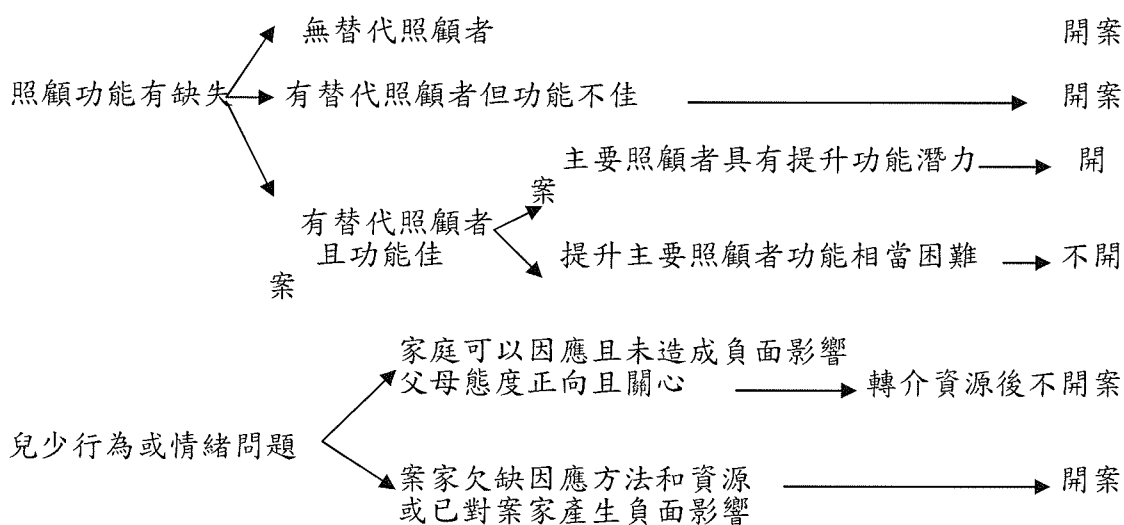 無替代照顧者 開案
照顧功能有缺失 有替代照顧者但功能不佳 開案
主要照顧者具有提升功能潛力 開
案
有替代照顧者
且功能佳 提升主要照顧者功能相當困難 不開
案
家庭可以因應且未造成負面影響
父母態度正向且關心 轉介資源後不開案
兒少行為或情緒問題
案家欠缺因應方法和資源 開案
或已對案家產生負面影響